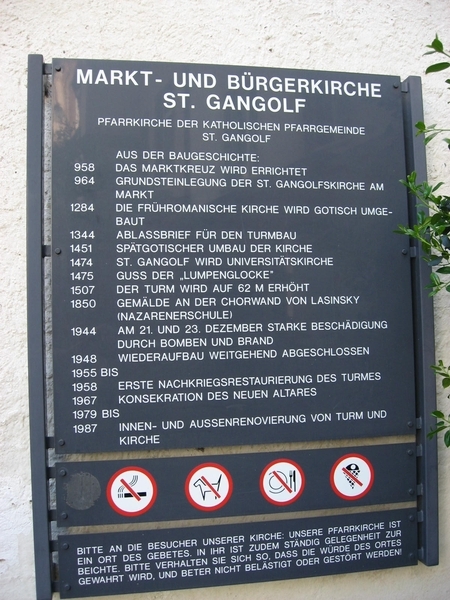 MARKT- UND BÜRGERKIRCHE
ST. GANGOLF
PFARRKIRCHE DER KATHOLISCHEN PFARRGEMEINDE
ST. GANGOLF
AUS DER BAUGESCHICHTE:
958 DAS MARKTKREUZ WIRD ERRICHTET
964 GRUNDSTEINLEGUNG DER ST. GANGOLFSKIRCHE AM
MARKT
1284 DIE FRÜHROMANISCHE KIRCHE WIRD GOTISCH UMGE-
BAUT
1344 ABLASSBRIEF FÜR DEN TURMBAU
1451 SPÄTGOTISCHER UMBAU DER KIRCHE
1474 ST. GANGOLF WIRD UNIVERSITÄTSKIRCHE
1475 GUSS DER „LUMPENGLOCKE"
1507 DER TURM WIRD AUF 62 M ERHÖHT
1850 GEMÄLDE AN DER CHORWAND VON LASINSKY
(NAZARENERSCHULE)
1944 AM 21. UND 23. DEZEMBER STARKE BESCHÄDIGUNG
DURCH BOMBEN UND BRAND
1948 WIEDERAUFBAU WEITGEHEND ABGESCHLOSSEN
1955 BIS
1958 ERSTE NACHKRIEGSRESTAURIERUNG DES TURMES
1967 KONSEKRATION DES NEUEN ALTARES
1979 BIS
1987 INNEN- UND AUSSENRENOVIERUNG VON TURM UND
KIRCHE
BITTE AN DIE BESUCHER UNSERER KIRCHE: UNSERE PFARRKIRCHE IST
EIN ORT DES GEBETES. IN IHR IST ZUDEM STÄNDIG GELEGENHEIT ZUR
BEICHTE. BITTE VERHALTEN SIE SICH SO, DASS DIE WÜRDE DES ORTES
GEWAHRT WIRD, UND BETER NICHT BELÄSTIGT ODER GESTÖRT WERDEN!